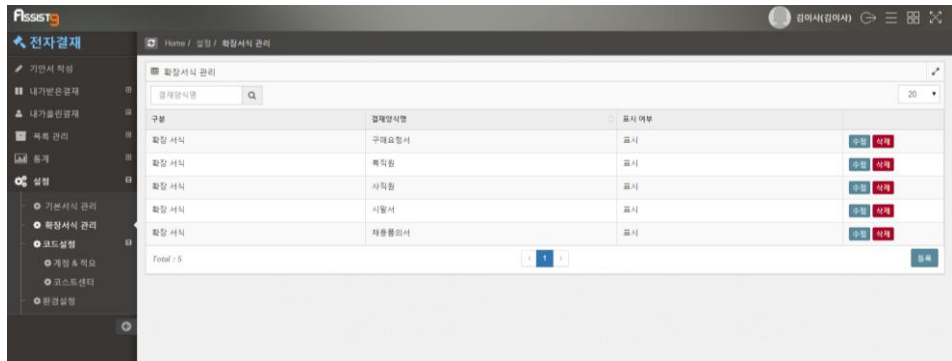 Assist9
김이사(김이사)
전자결재
Home / 설정 / 확장서식 관리
기안서 작성
내가받은결재
내가올린결재
목록 관리
통계
설정
기본서식 관리
확장서식 관리
코드설정
계정 & 적요
코스트센터
환경설정
확장서식 관리
결재양식명
20
구분 결재양식명 표시 여부
확장 서식 구매요청서 표시 수정 삭제
확장 서식 휴직원 표시 수정 삭제
확장 서식 사직원 표시 수정 삭제
확장 서식 시말서 표시 수정 삭제
확장 서식 채용품의서 표시 수정 삭제
Total : 5
1
등록